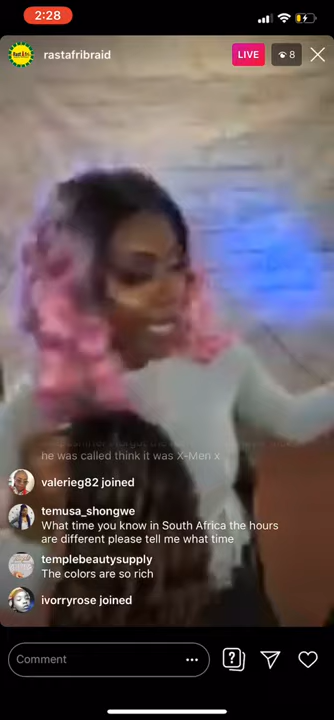 2:28
rastafribraid
LIVE
8
he was called think it was X-Men x
valerieg82 joined
temusa_shongwe
What time you know in South Africa the hours
are different please tell me what time
templebeautysupply
The colors are so rich
ivorryrose joined
Comment